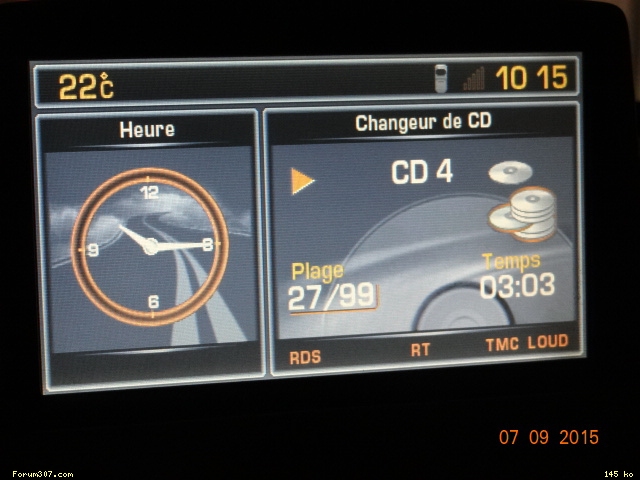 22°C
10 15
Heure
12
9
3
6
Changeur de CD
CD 4
Plage
27/99
Temps
03:03
RDS RT TMC LOUD
07 09 2015
Forum307.com
145 ko